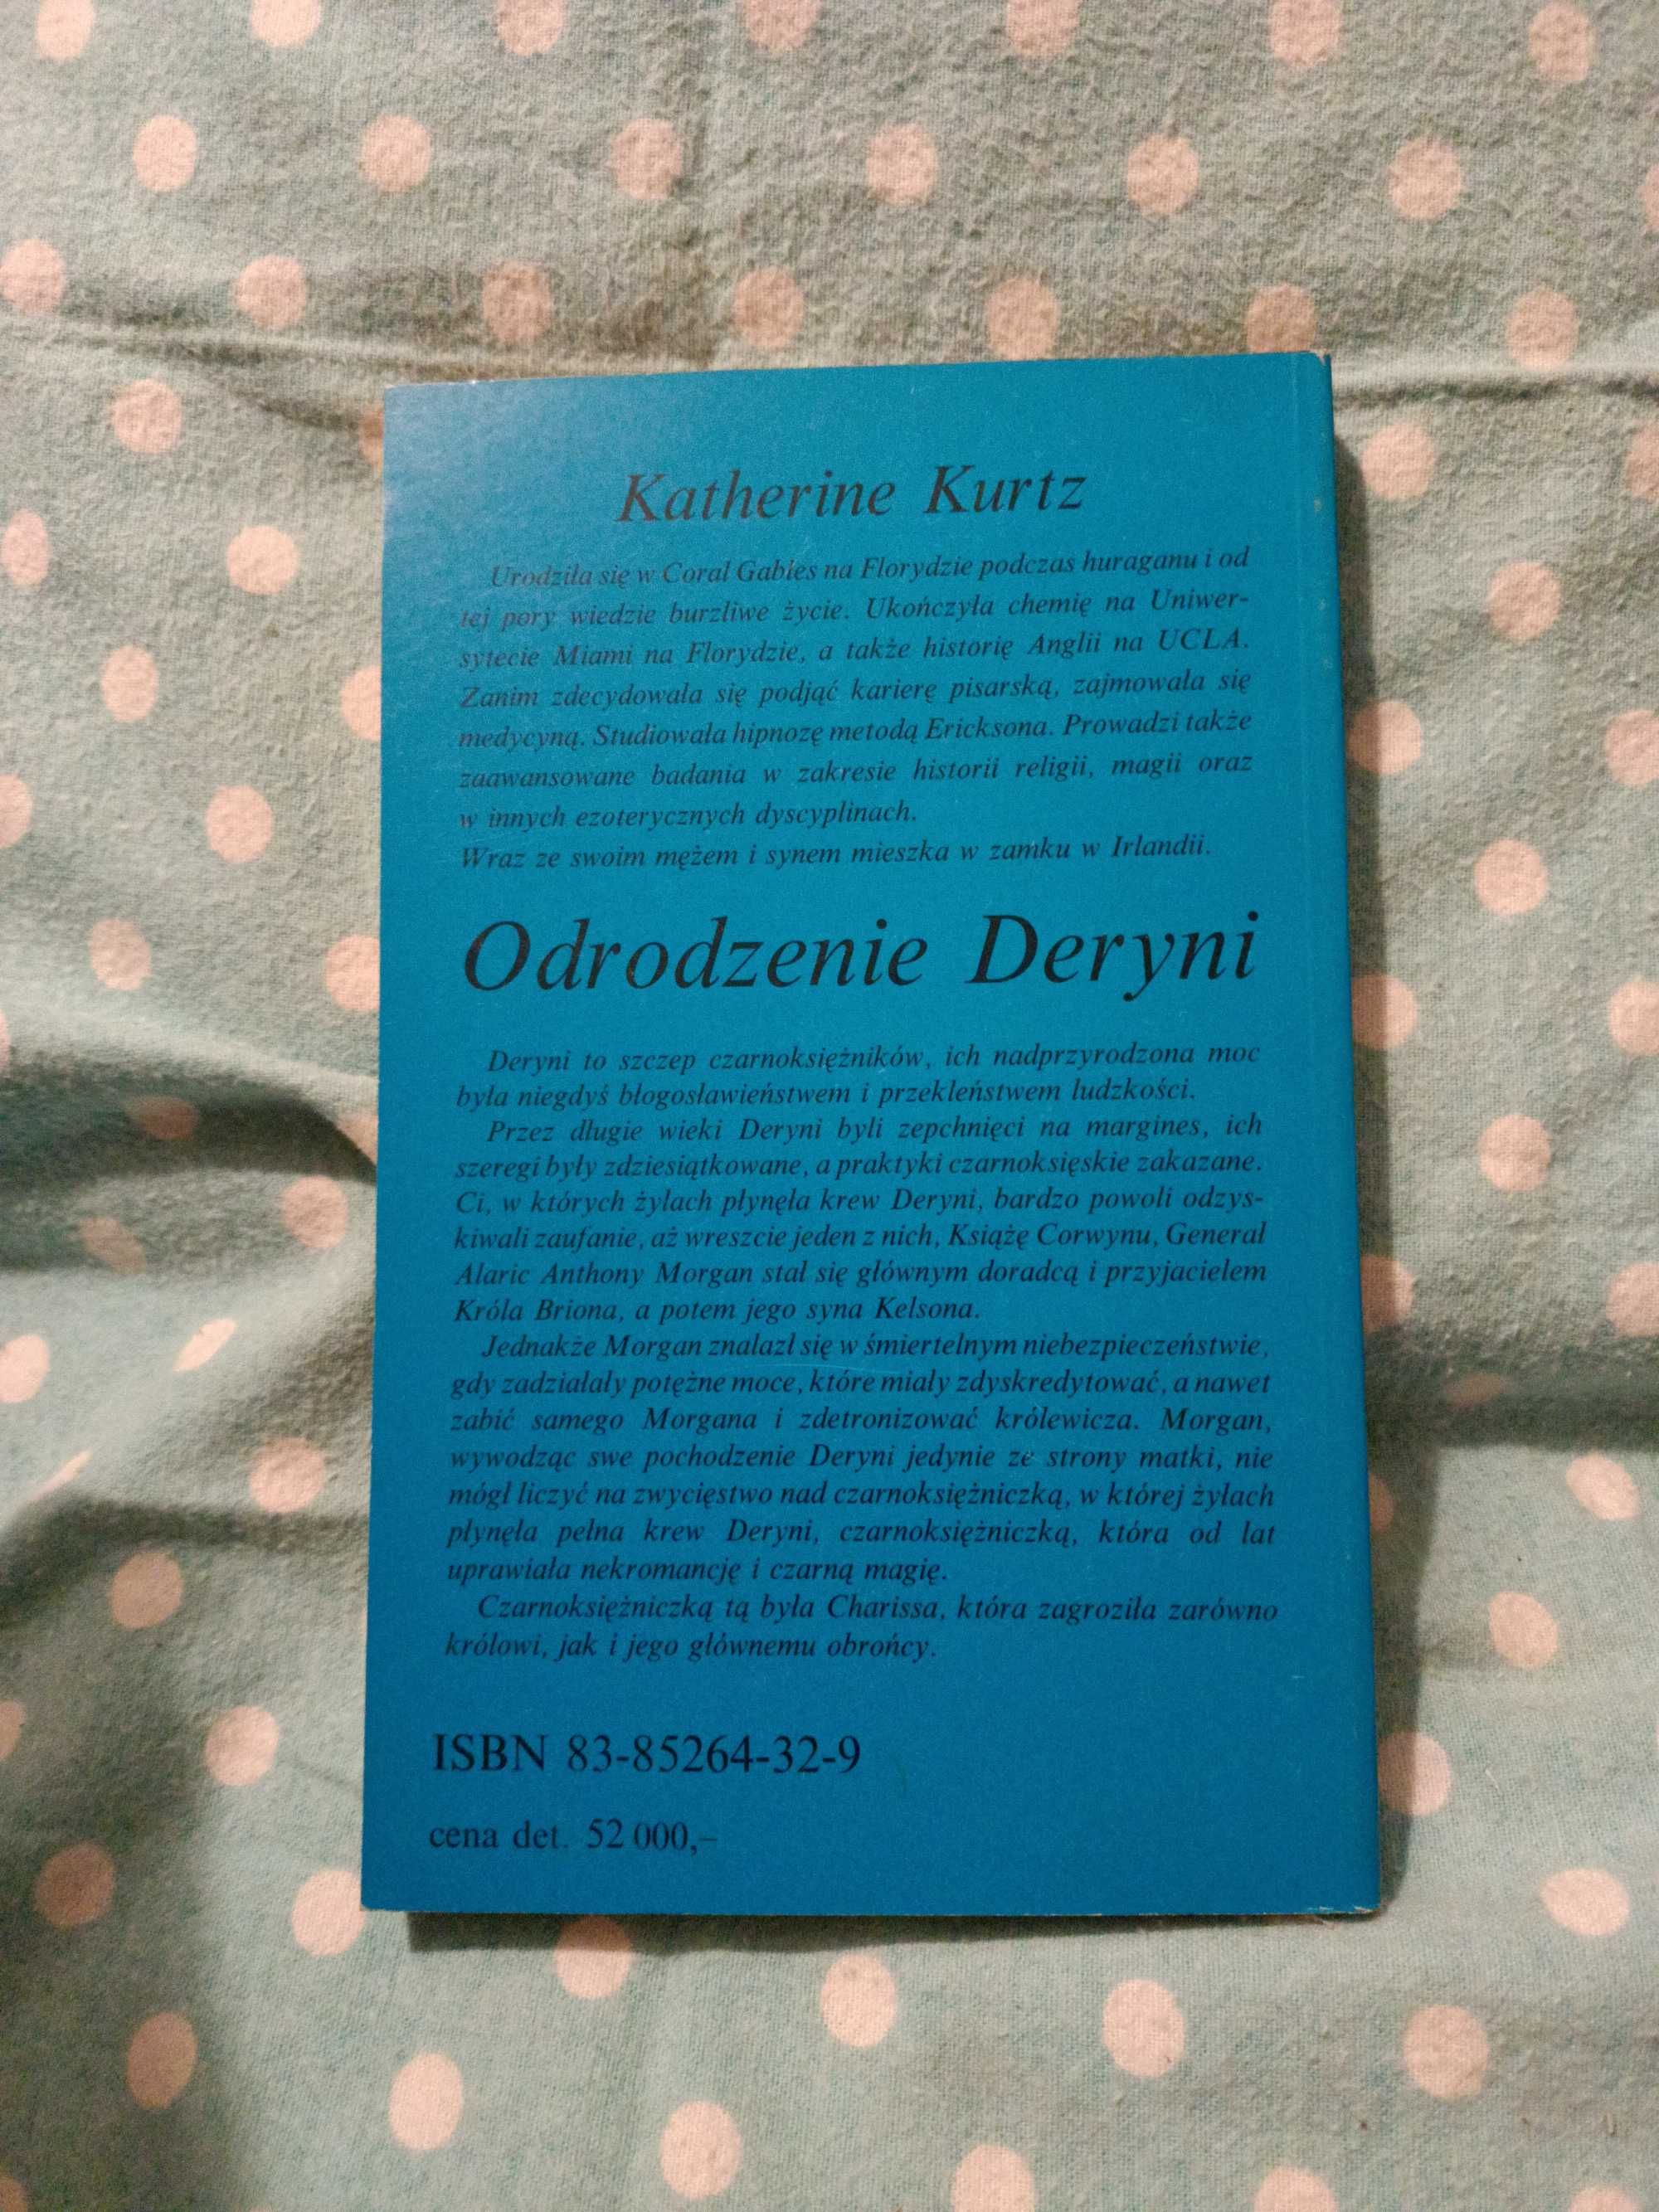 Katherine Kurtz
Urodziła się w Coral Gables na Florydzie podczas huraganu i od
tej pory wiedzie burzliwe życie. Ukończyła chemię na Uniwer-
sytecie Miami na Florydzie, a także historię Anglii na UCLA.
Zanim zdecydowała się podjąć karierę pisarską, zajmowała się
medycyną. Studiowała hipnozę metodą Ericksona. Prowadzi także
zaawansowane badania w zakresie historii religii, magii oraz
w innych ezoterycznych dyscyplinach.
Wraz ze swoim mężem i synem mieszka w zamku w Irlandii.
Odrodzenie Deryni
Deryni to szczep czarnoksiężników, ich nadprzyrodzona moc
była niegdyś błogosławieństwem i przekleństwem ludzkości.
Przez długie wieki Deryni byli zepchnięci na margines, ich
szeregi były zdziesiątkowane, a praktyki czarnoksięskie zakazane.
Ci, w których żyłach płynęła krew Deryni, bardzo powoli odzys-
kiwali zaufanie, aż wreszcie jeden z nich, Książę Corwynu, Generał
Alaric Anthony Morgan stał się głównym doradcą i przyjacielem
Króla Briona, a potem jego syna Kelsona.
Jednakże Morgan znalazł się w śmiertelnym niebezpieczeństwie,
gdy zadziałały potężne moce, które miały zdyskredytować, a nawet
zabić samego Morgana i zdetronizować królewicza. Morgan,
wywodząc swe pochodzenie Deryni jedynie ze strony matki, nie
mógł liczyć na zwycięstwo nad czarnoksiężniczką, w której żyłach
płynęła pełna krew Deryni, czarnoksiężniczką, która od lat
uprawiała nekromancję i czarną magię.
Czarnoksiężniczką tą była Charissa, która zagroziła zarówno
królowi, jak i jego głównemu obrońcy.
ISBN 83-85264-32-9
cena det. 52 000,–